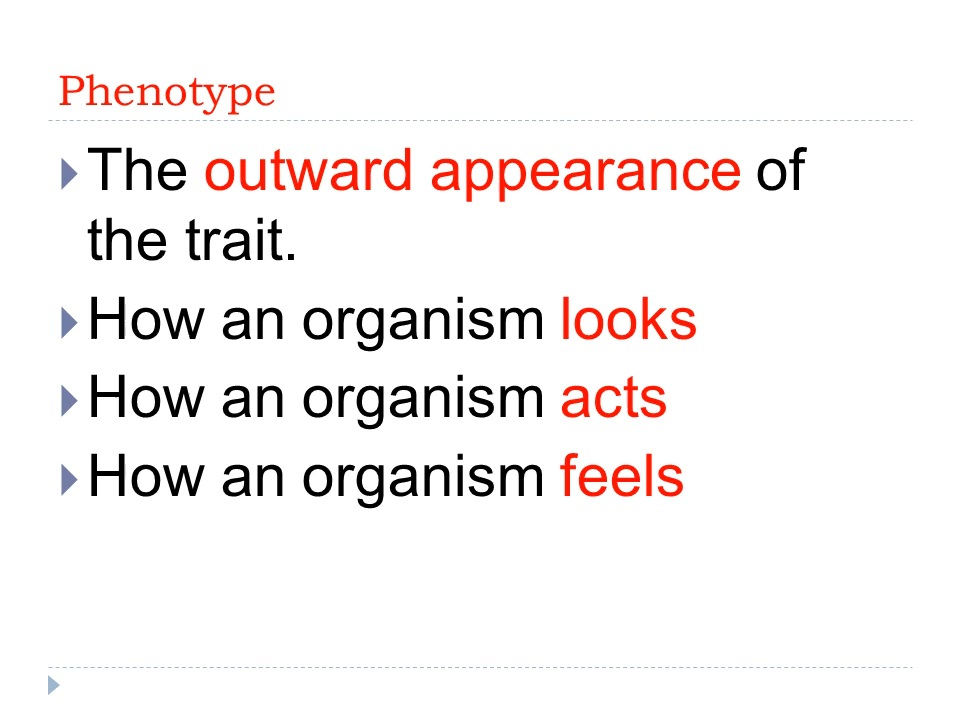 Phenotype
The outward appearance of
the trait.
How an organism looks
How an organism acts
How an organism feels